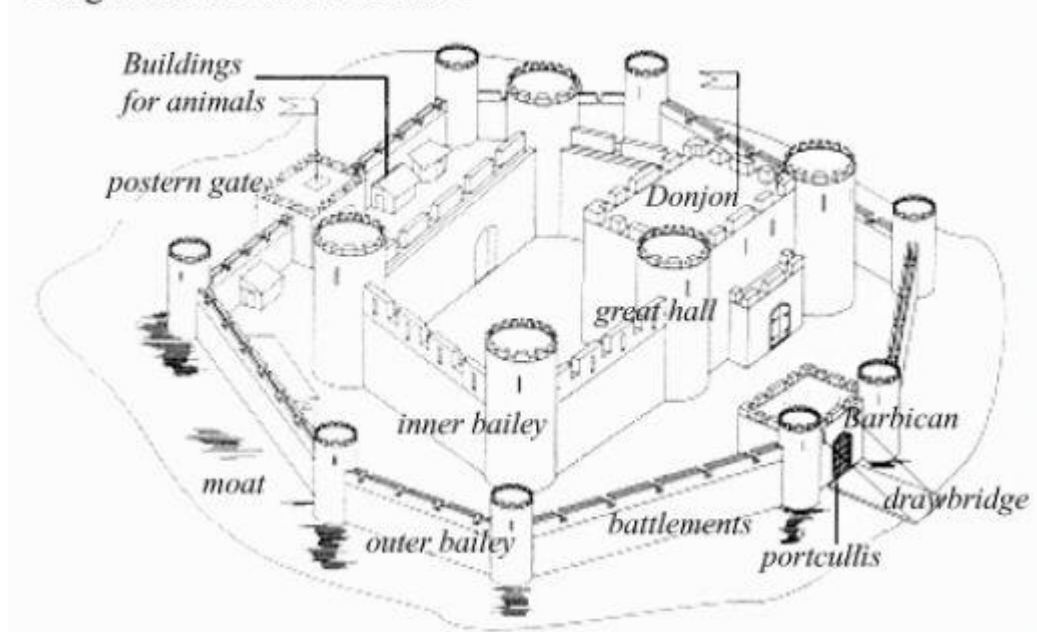 Buildings
for animals
postern gate
Donjon
great hall
inner bailey
Barbican
moat
drawbridge
battlements
outer bailey
portcullis